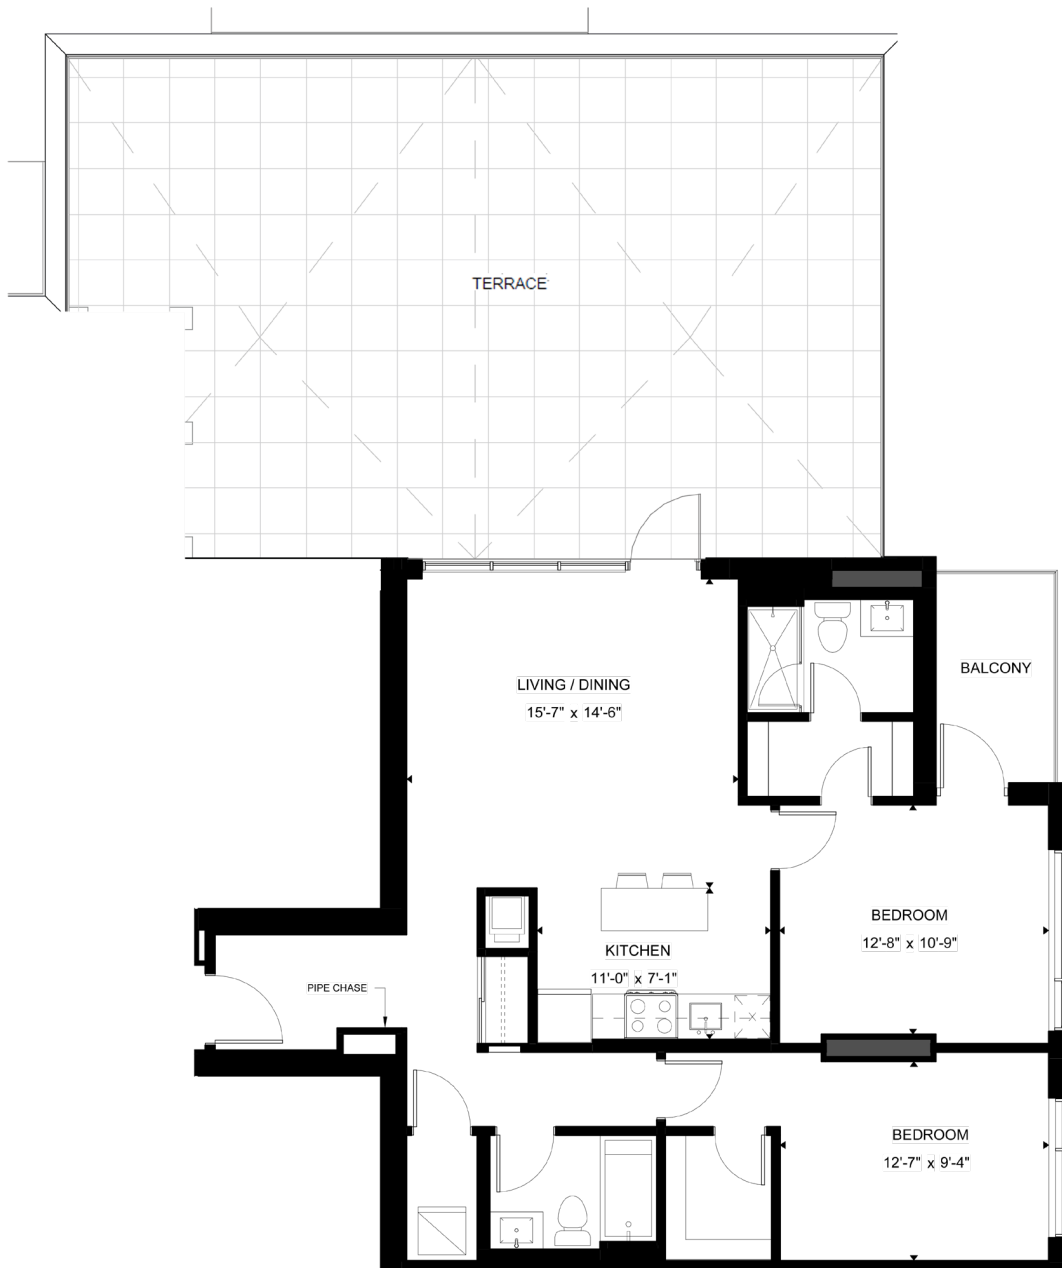 TERRACE
LIVING / DINING
15'-7" x 14'-6"
BALCONY
BEDROOM
12'-8" x 10'-9"
KITCHEN
11'-0" x 7'-1"
PIPE CHASE
BEDROOM
12'-7" x 9'-4"